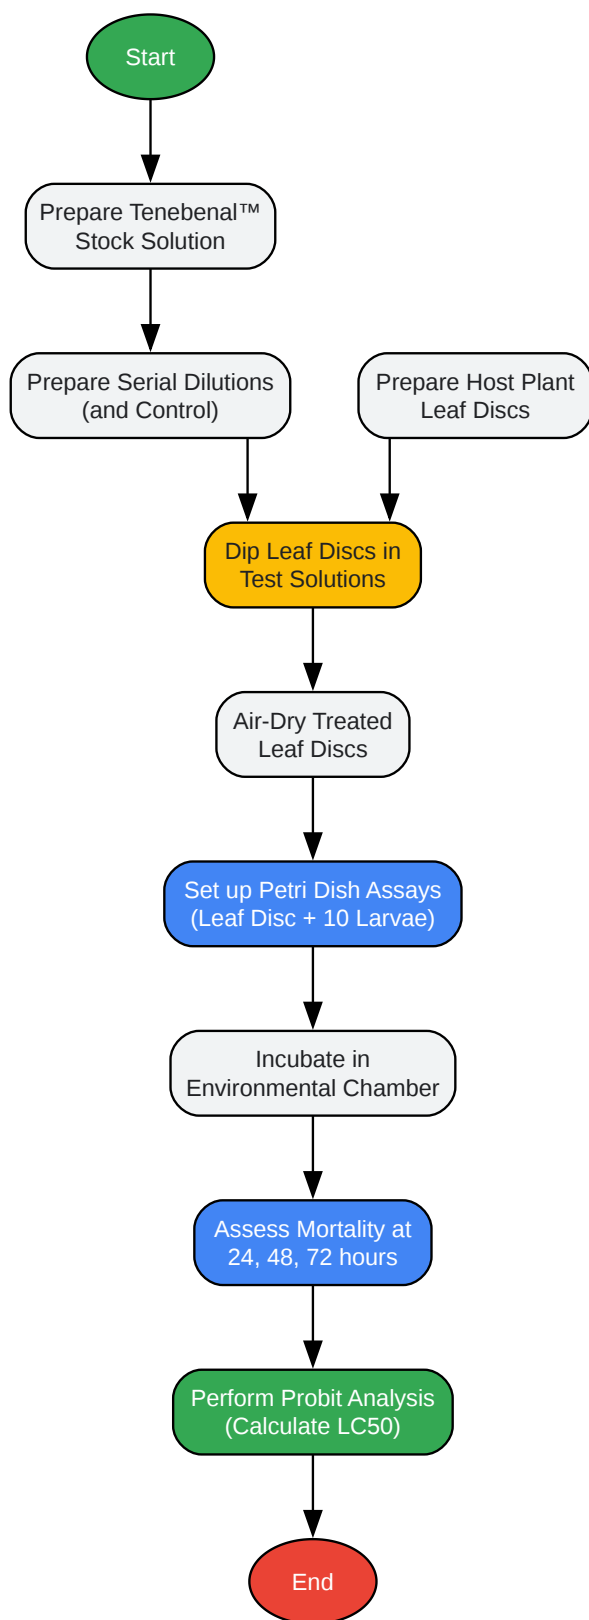 Start
Prepare Tenebenal™
Stock Solution
Prepare Serial Dilutions
(and Control)
Prepare Host Plant
Leaf Discs
Dip Leaf Discs in
Test Solutions
Air-Dry Treated
Leaf Discs
Set up Petri Dish Assays
(Leaf Disc + 10 Larvae)
Incubate in
Environmental Chamber
Assess Mortality at
24, 48, 72 hours
Perform Probit Analysis
(Calculate LC50)
End